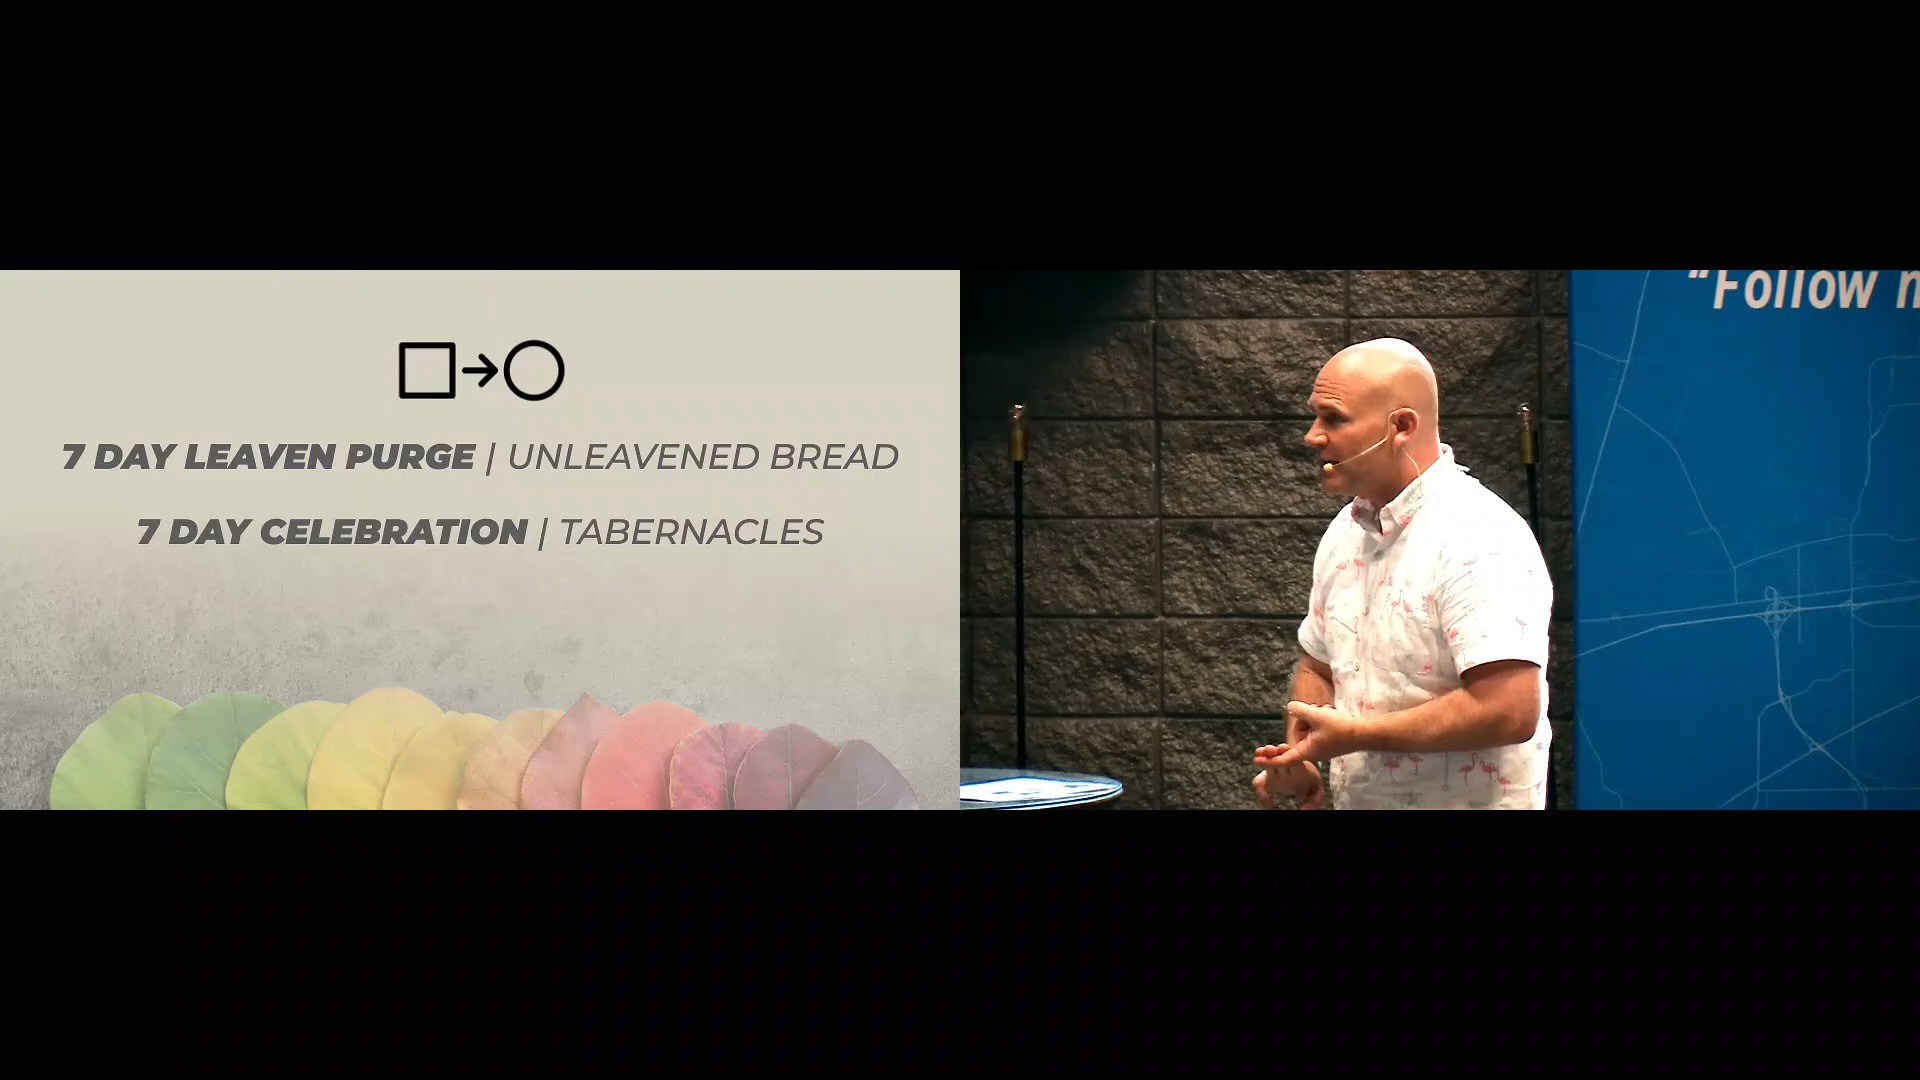 7 DAY LEAVEN PURGE | UNLEAVENED BREAD
7 DAY CELEBRATION | TABERNACLES
"Follow